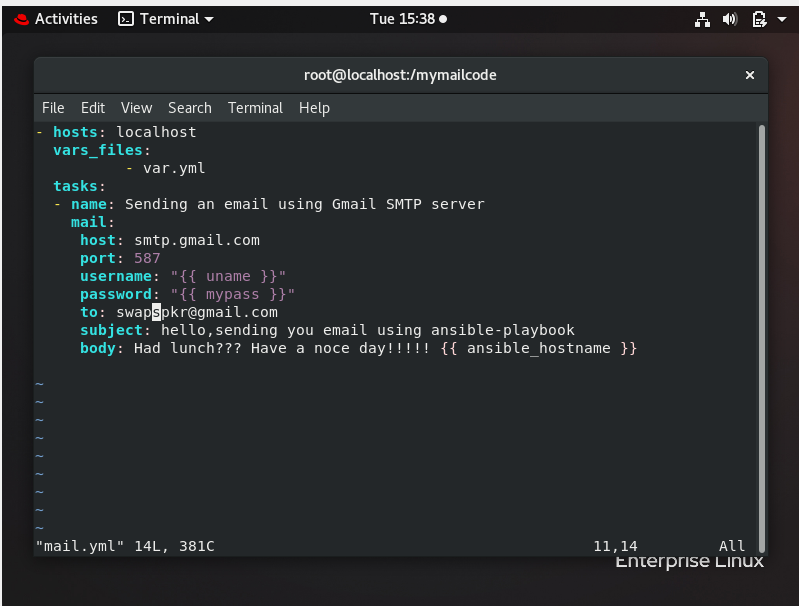 Activities Terminal Tue 15:38
root@localhost:/mymailcode ×
File Edit View Search Terminal Help
- hosts: localhost
  vars_files:
          - var.yml
  tasks:
  - name: Sending an email using Gmail SMTP server
    mail:
     host: smtp.gmail.com
     port: 587
     username: "{{ uname }}"
     password: "{{ mypass }}"
     to: swapspkr@gmail.com
     subject: hello,sending you email using ansible-playbook
     body: Had lunch??? Have a noce day!!!!! {{ ansible_hostname }}
~
~
~
~
~
~
~
~
~
"mail.yml" 14L, 381C 11,14 All
Enterprise Linux